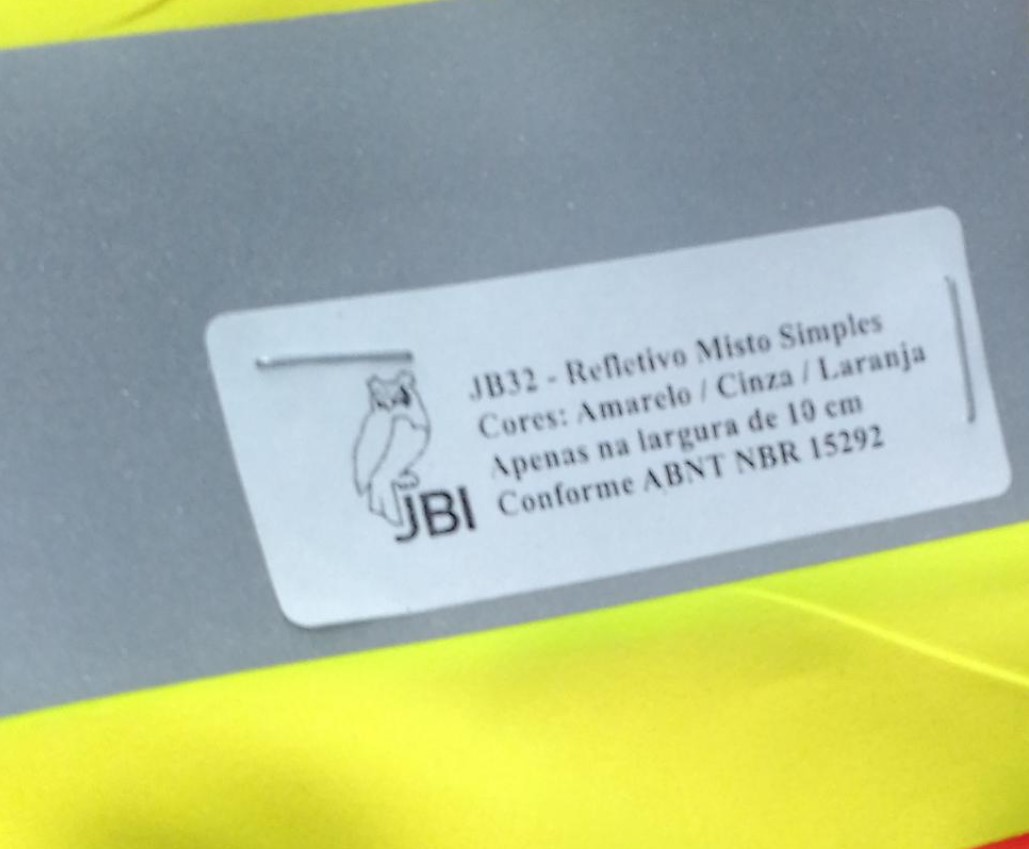 JB32 - Refletivo Misto Simples
Cores: Amarelo / Cinza / Laranja
Apenas na largura de 10 cm
Conforme ABNT NBR 15292
JBI